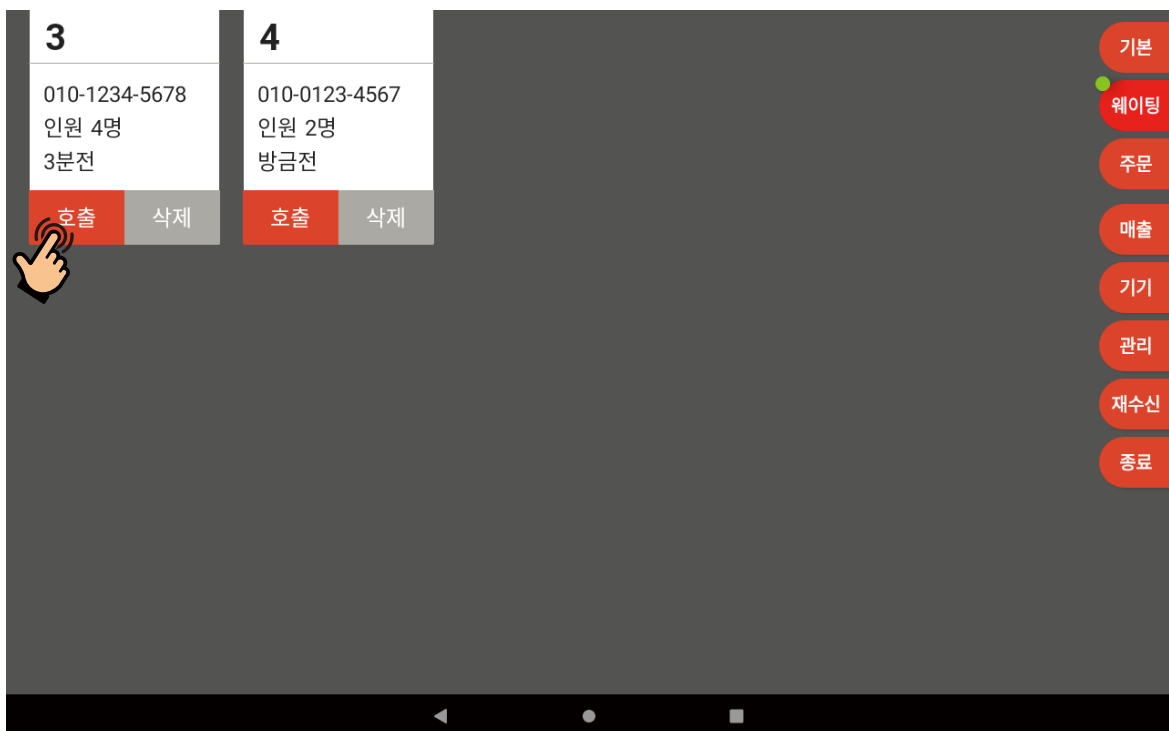 3
010-1234-5678
인원 4명
3분전
호출
삭제
4
010-0123-4567
인원 2명
방금전
호출
삭제
기본
웨이팅
주문
매출
기기
관리
재수신
종료